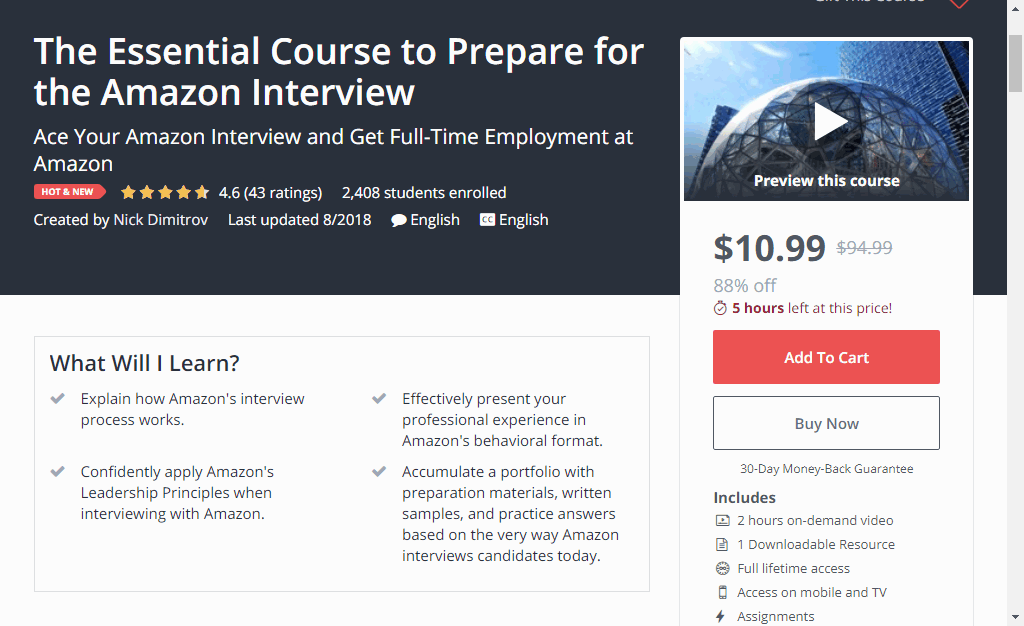 Gift This Course
The Essential Course to Prepare for
the Amazon Interview
Ace Your Amazon Interview and Get Full-Time Employment at
Amazon
HOT & NEW 4.6 (43 ratings) 2,408 students enrolled
Created by Nick Dimitrov Last updated 8/2018 English CC English
Preview this course
$10.99 $94.99
88% off
5 hours left at this price!
Add To Cart
Buy Now
30-Day Money-Back Guarantee
Includes
2 hours on-demand video
1 Downloadable Resource
Full lifetime access
Access on mobile and TV
Assignments
What Will I Learn?
Explain how Amazon's interview
process works.
Effectively present your
professional experience in
Amazon's behavioral format.
Confidently apply Amazon's
Leadership Principles when
interviewing with Amazon.
Accumulate a portfolio with
preparation materials, written
samples, and practice answers
based on the very way Amazon
interviews candidates today.